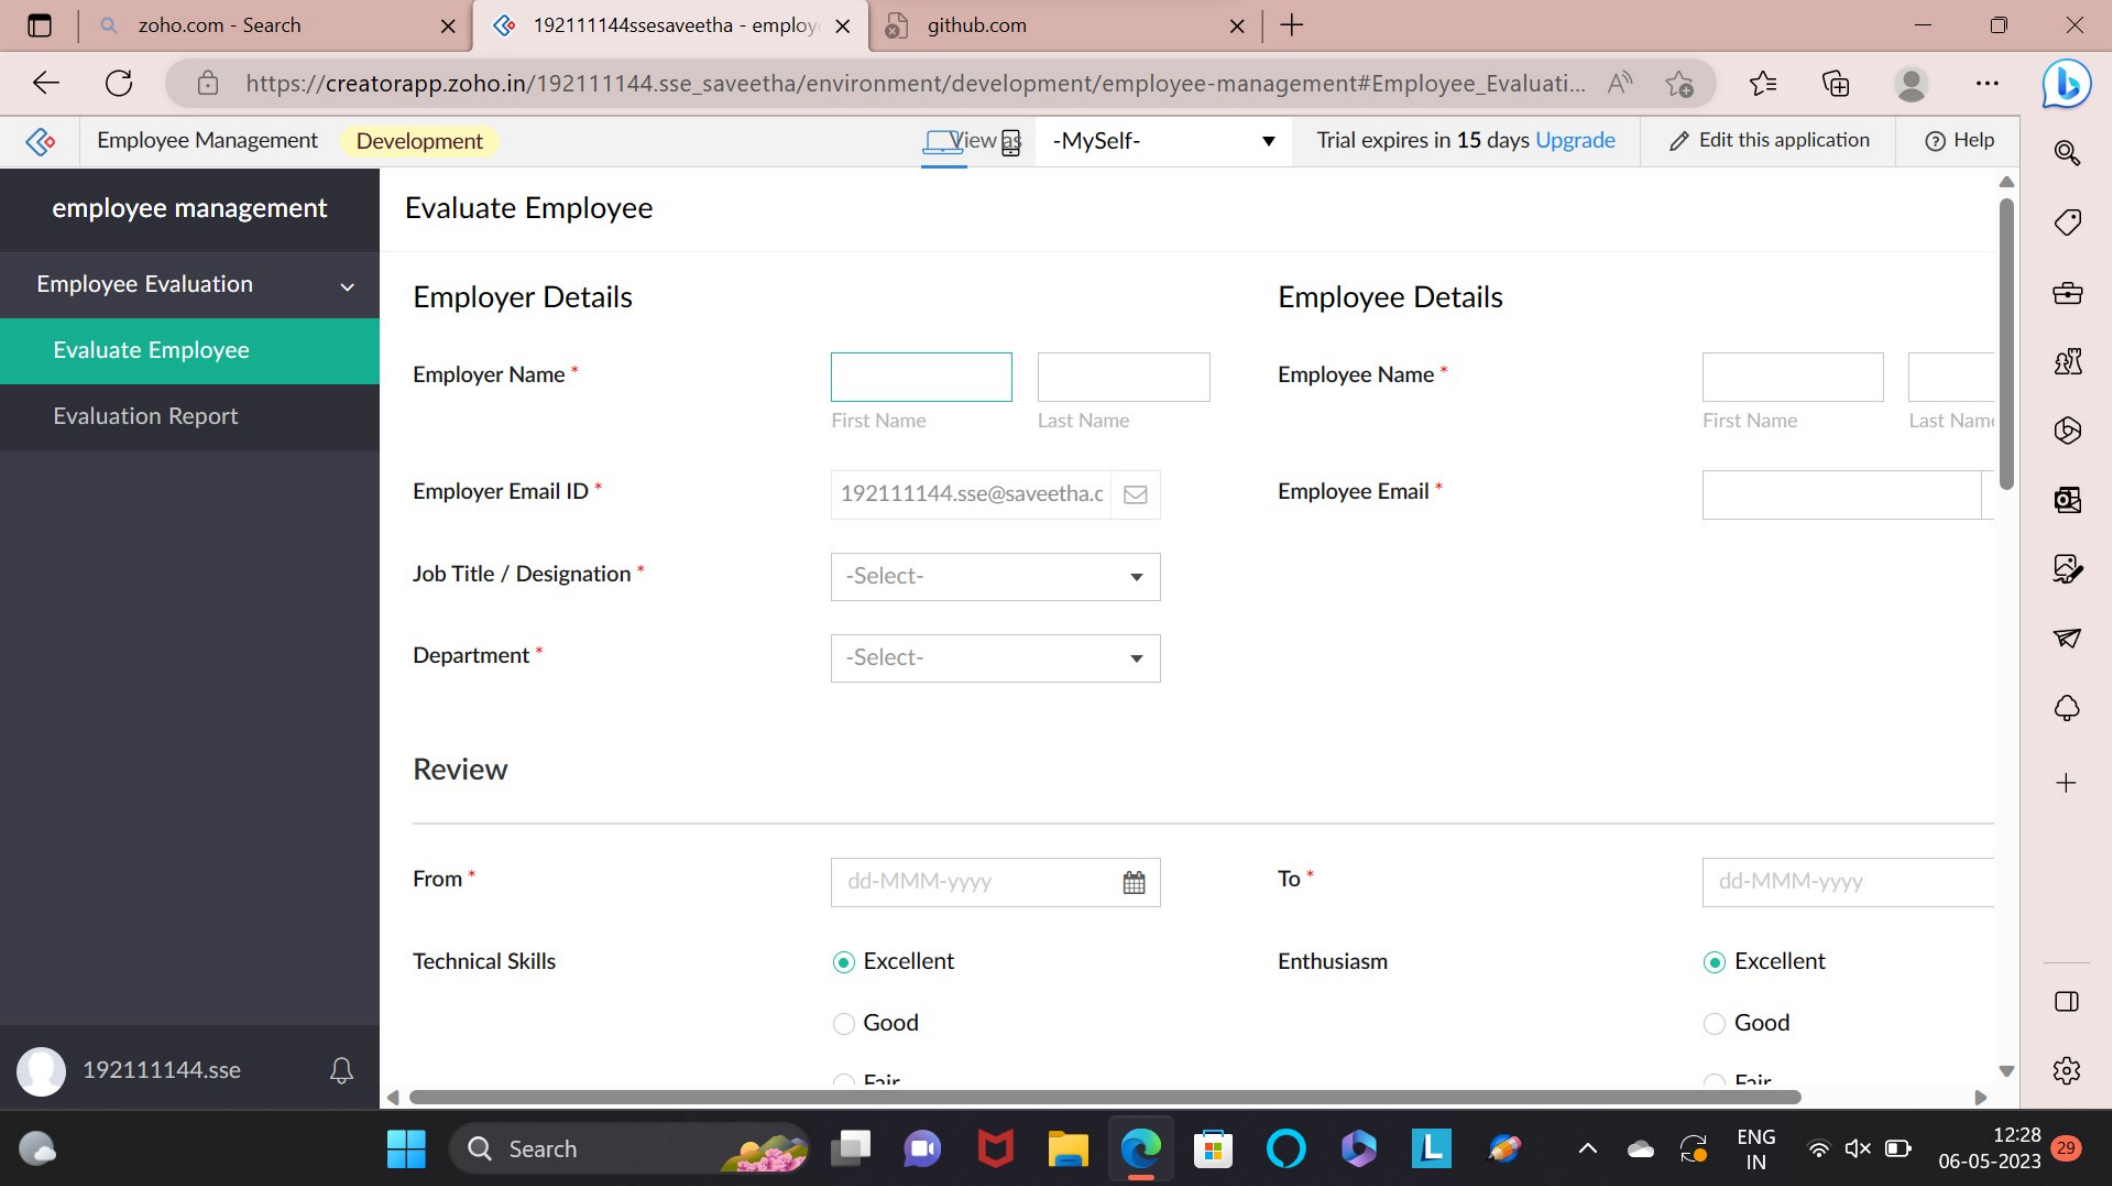 zoho.com - Search
192111144ssesaveetha - employ
github.com
https://creatorapp.zoho.in/192111144.sse_saveetha/environment/development/employee-management#Employee_Evaluati...
Employee Management Development View as -MySelf- Trial expires in 15 days Upgrade Edit this application Help
employee management
Employee Evaluation
Evaluate Employee
Evaluation Report
192111144.sse
Evaluate Employee
Employer Details Employee Details
Employer Name * Employee Name *
First Name Last Name First Name Last Name
Employer Email ID * 192111144.sse@saveetha.c Employee Email *
Job Title / Designation * -Select-
Department * -Select-
Review
From * dd-MMM-yyyy To * dd-MMM-yyyy
Technical Skills Excellent Enthusiasm Excellent
Good Good
Fair Fair
Search
ENG
IN
12:28
06-05-2023
29